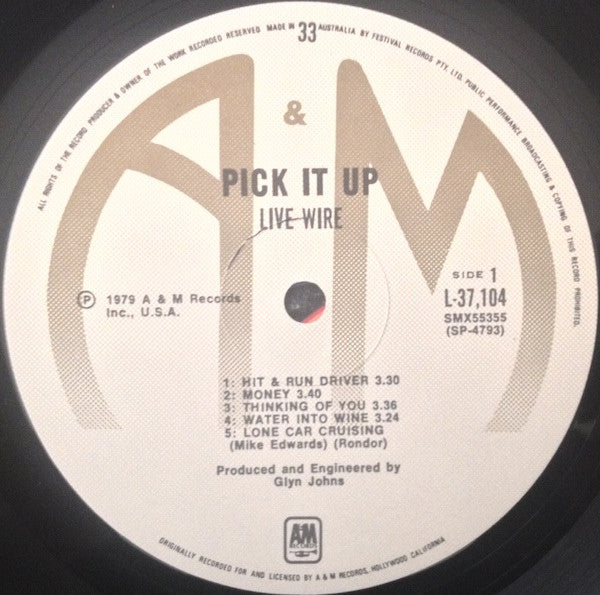 ALL RIGHTS OF THE RECORD PRODUCER & OWNER OF THE WORK RECORDED RESERVED MADE IN 33 AUSTRALIA BY FESTIVAL RECORDS PTY. LTD. PUBLIC PERFORMANCE BROADCASTING & COPYING OF THIS RECORD PROHIBITED.
A & M
PICK IT UP
LIVE WIRE
SIDE 1
L-37,104
SMX55355
(SP-4793)
Ⓟ 1979 A & M Records
Inc., U.S.A.
1: HIT & RUN DRIVER 3.30
2: MONEY 3.40
3: THINKING OF YOU 3.36
4: WATER INTO WINE 3.24
5: LONE CAR CRUISING
(Mike Edwards) (Rondor)
Produced and Engineered by
Glyn Johns
A&M
RECORDS
ORIGINALLY RECORDED FOR AND LICENSED BY A & M RECORDS, HOLLYWOOD CALIFORNIA